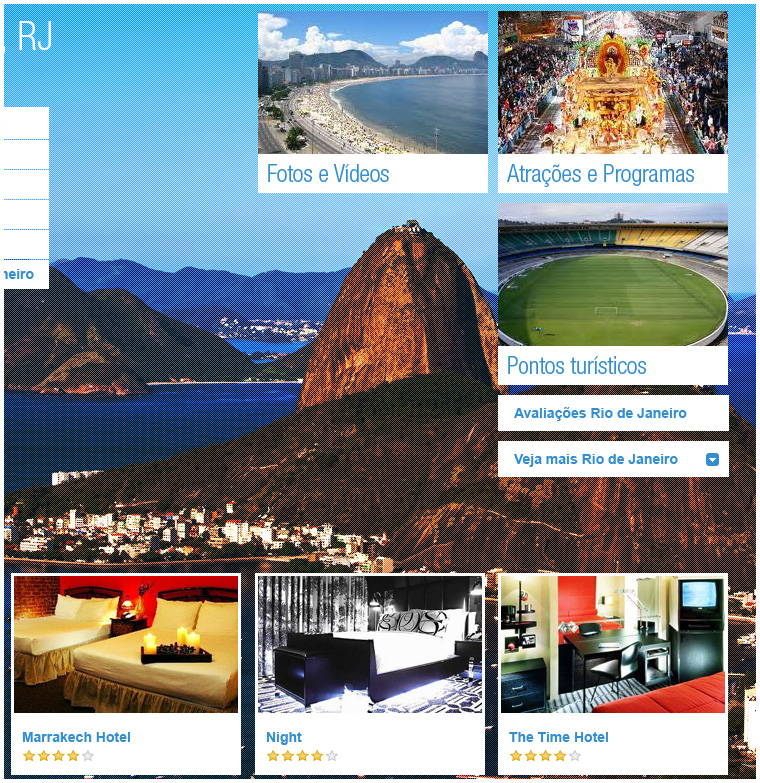 , RJ
Fotos e Vídeos
Atrações e Programas
neiro
Pontos turísticos
Avaliações Rio de Janeiro
Veja mais Rio de Janeiro
Marrakech Hotel
Night
The Time Hotel